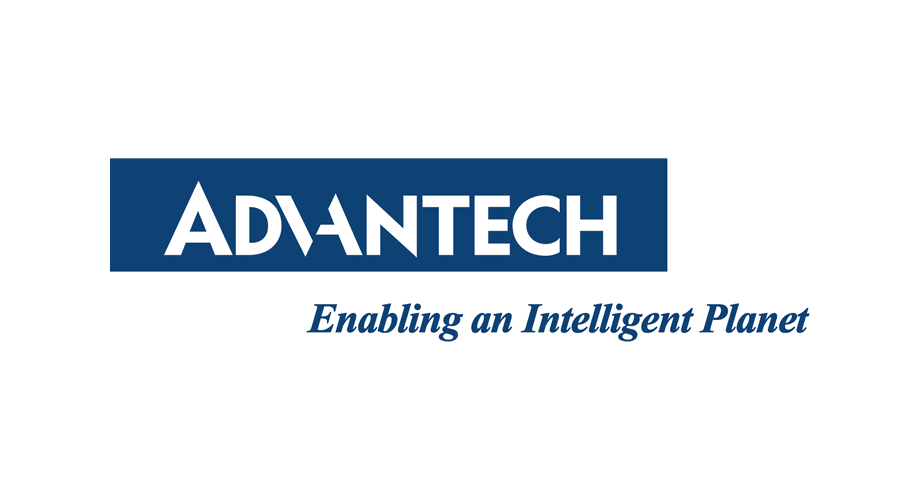 ADVANTECH
Enabling an Intelligent Planet